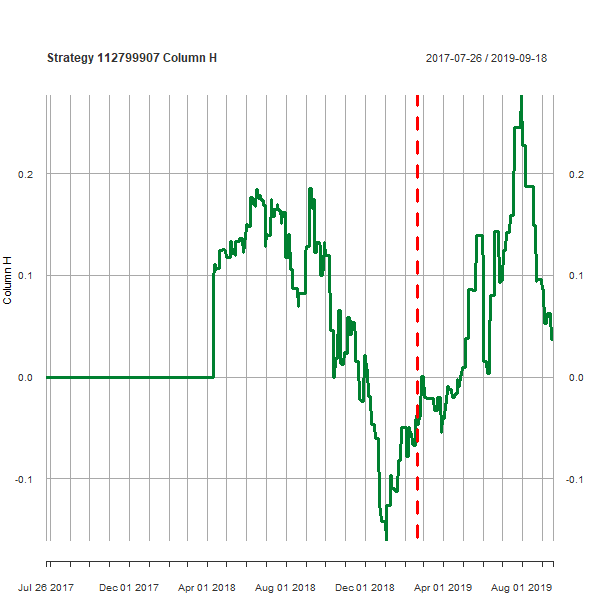 Strategy 112799907 Column H
2017-07-26 / 2019-09-18
0.2
0.2
0.1
0.1
0.0
0.0
-0.1
-0.1
Column H
Jul 26 2017
Dec 01 2017
Apr 01 2018
Aug 01 2018
Dec 01 2018
Apr 01 2019
Aug 01 2019